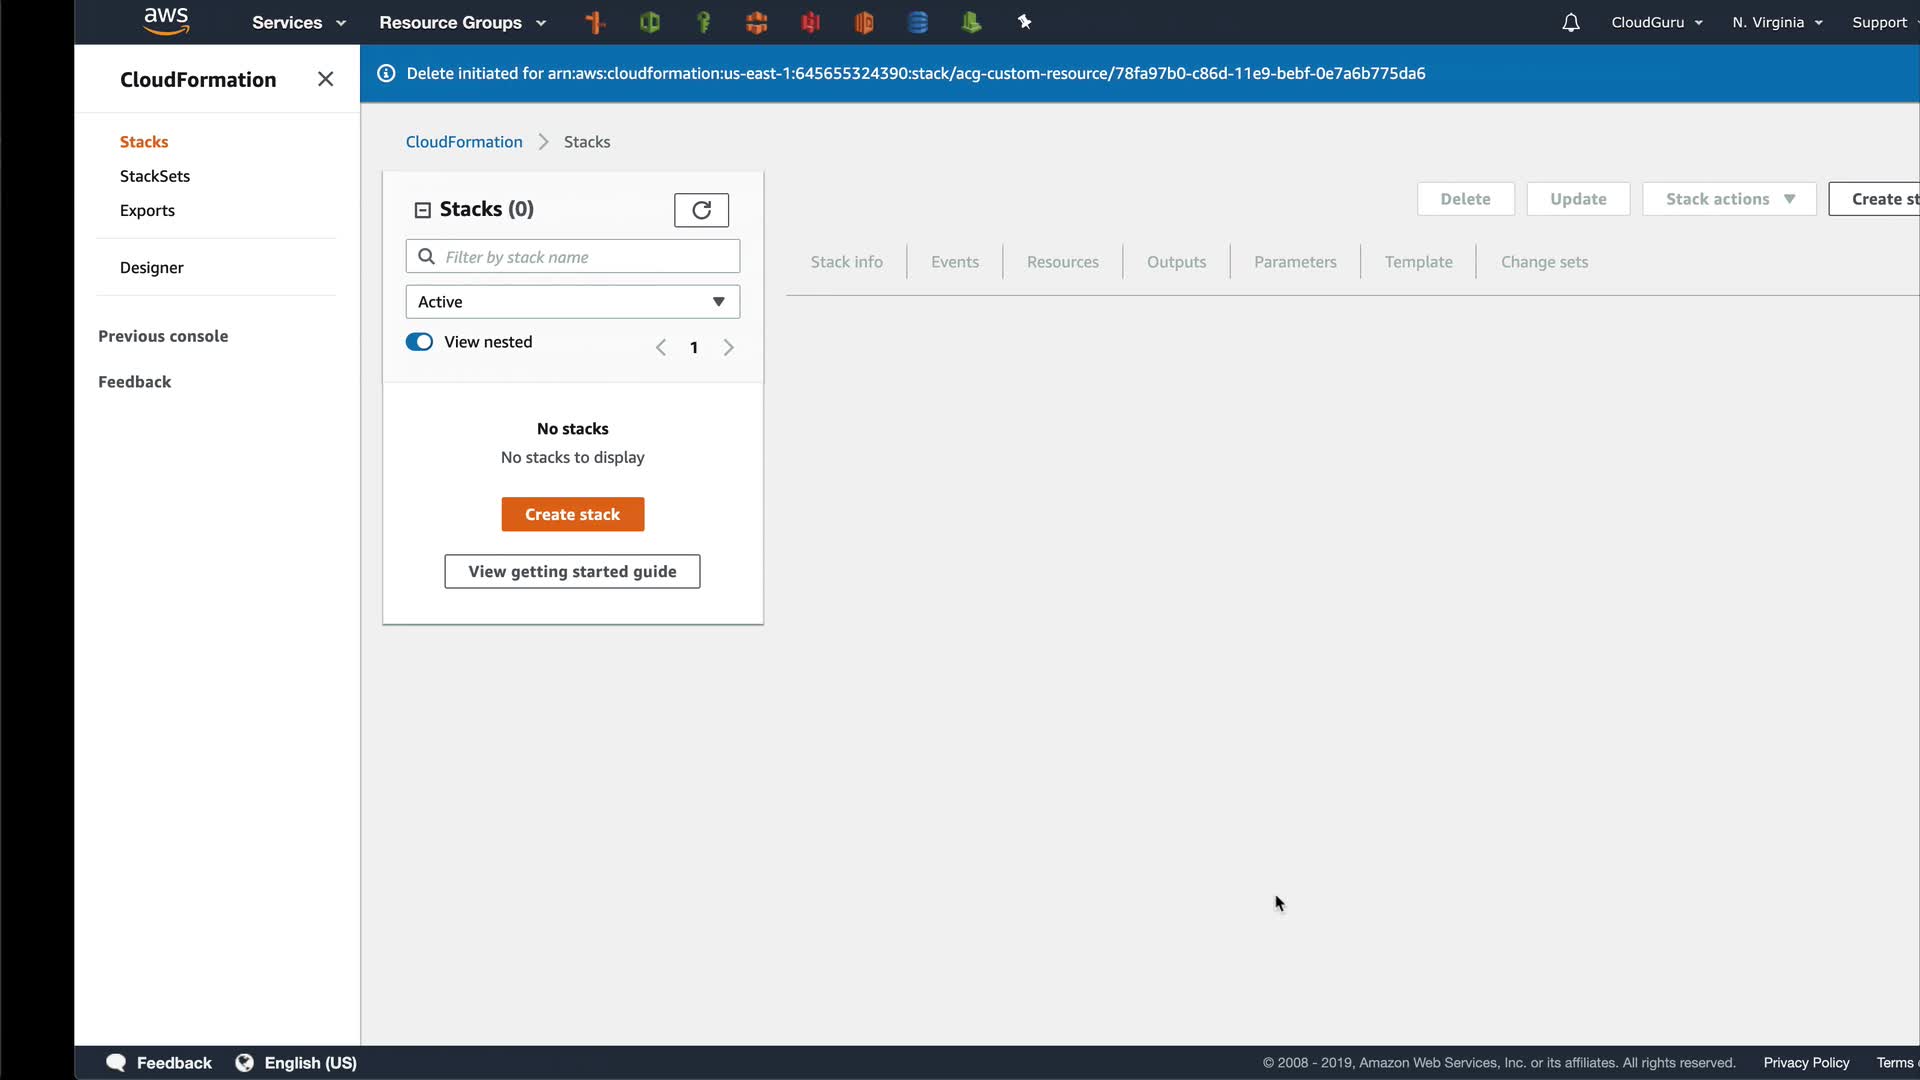 aws Services Resource Groups CloudGuru N. Virginia Support
CloudFormation
Delete initiated for arn:aws:cloudformation:us-east-1:645655324390:stack/acg-custom-resource/78fa97b0-c86d-11e9-bebf-0e7a6b775da6
Stacks
StackSets
Exports
Designer
Previous console
Feedback
CloudFormation Stacks
Stacks (0)
Filter by stack name
Active
View nested 1
No stacks
No stacks to display
Create stack
View getting started guide
Delete Update Stack actions Create st
Stack info Events Resources Outputs Parameters Template Change sets
Feedback English (US) © 2008 - 2019, Amazon Web Services, Inc. or its affiliates. All rights reserved. Privacy Policy Terms